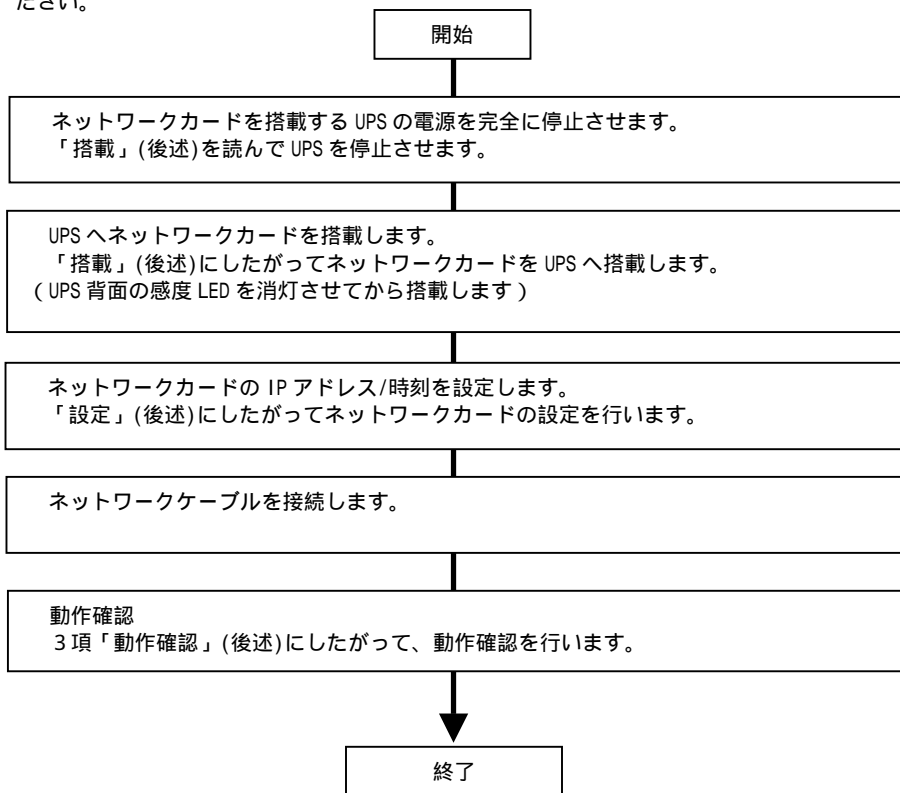 ださい。
開始
ネットワークカードを搭載する UPS の電源を完全に停止させます。
「搭載」(後述)を読んで UPS を停止させます。
UPS へネットワークカードを搭載します。
「搭載」(後述)にしたがってネットワークカードを UPS へ搭載します。
( UPS 背面の感度 LED を消灯させてから搭載します )
ネットワークカードの IP アドレス/時刻を設定します。
「設定」(後述)にしたがってネットワークカードの設定を行います。
ネットワークケーブルを接続します。
動作確認
３項「動作確認」(後述)にしたがって、動作確認を行います。
終了